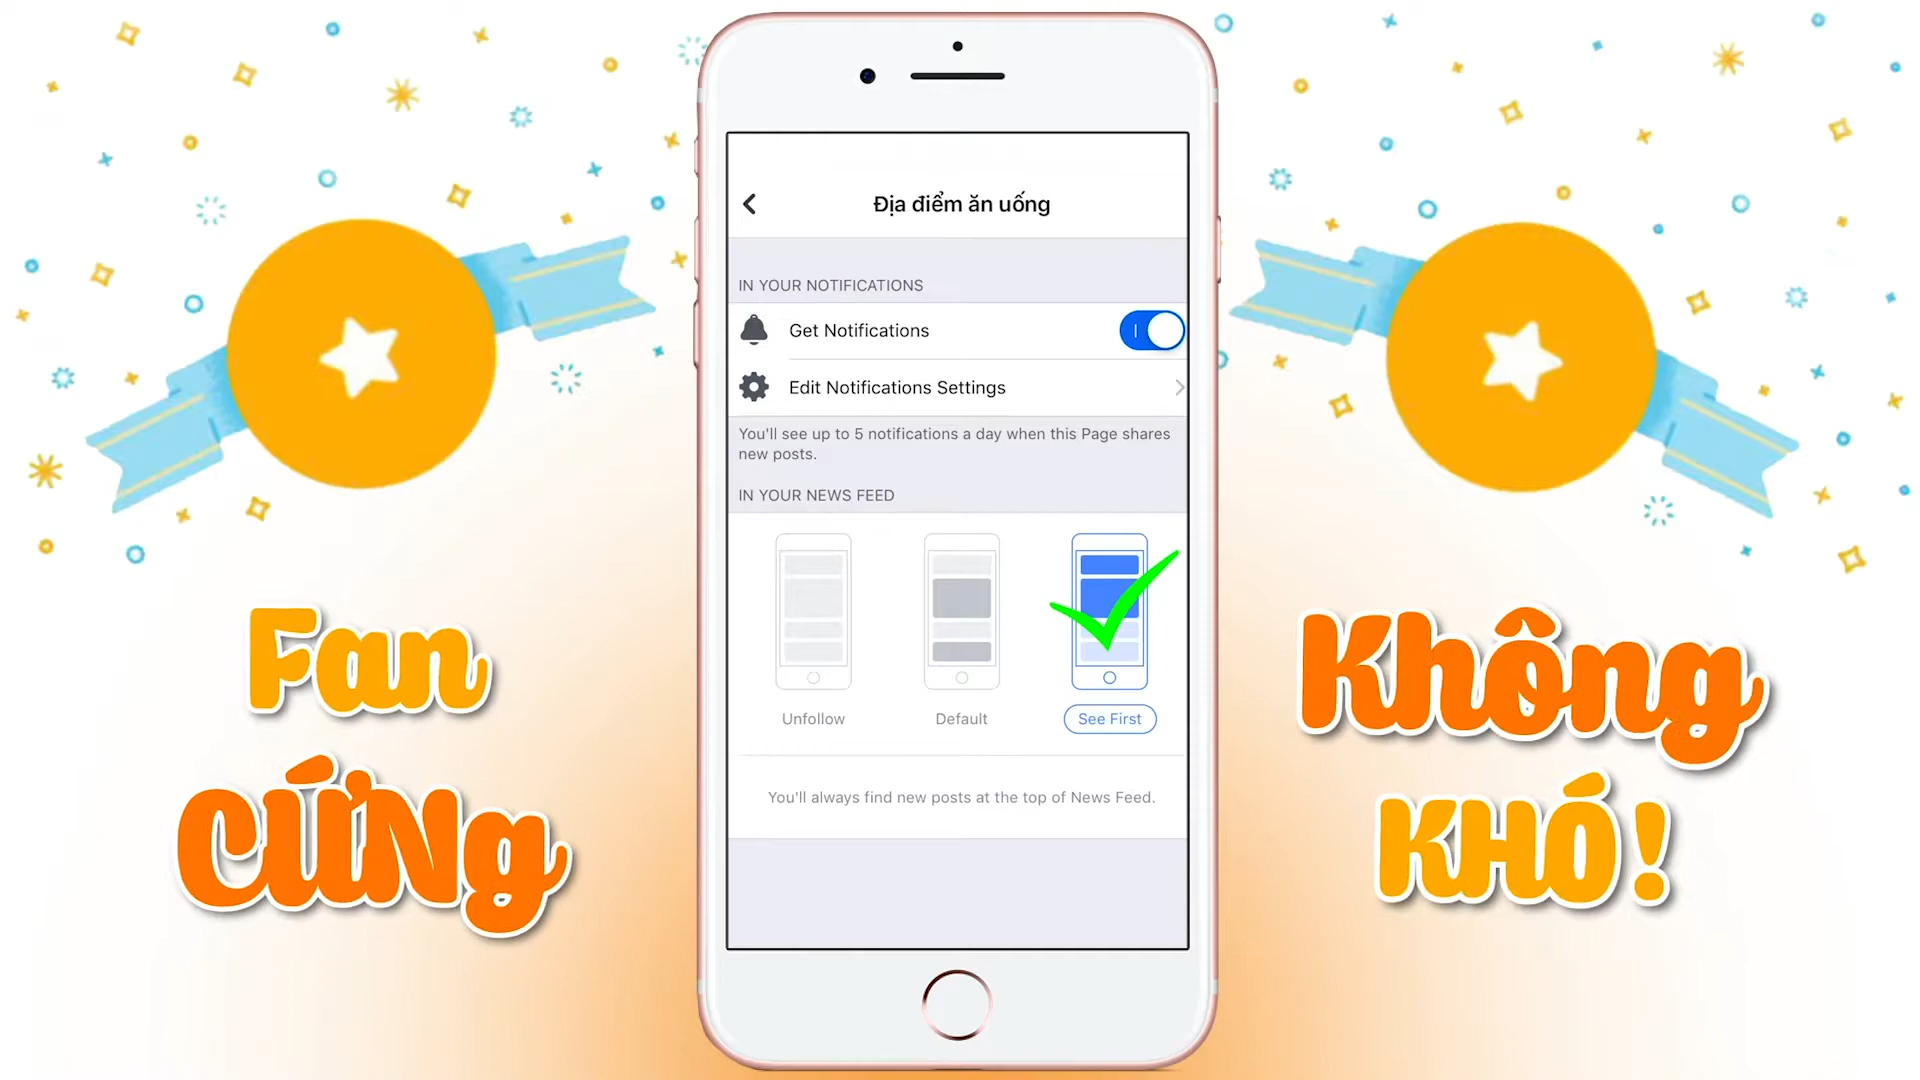 Fan
CỨNg
Địa điểm ăn uống
IN YOUR NOTIFICATIONS
Get Notifications
Edit Notifications Settings
You'll see up to 5 notifications a day when this Page shares
new posts.
IN YOUR NEWS FEED
Unfollow
Default
See First
You'll always find new posts at the top of News Feed.
Không
KHÓ!